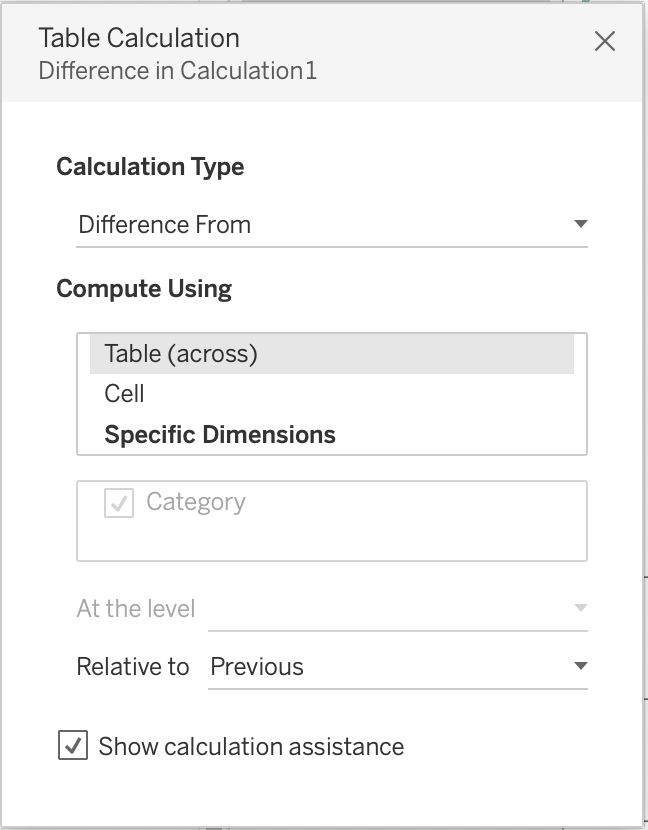 Table Calculation
Difference in Calculation1
Calculation Type
Difference From
Compute Using
Table (across)
Cell
Specific Dimensions
Category
At the level
Relative to Previous
Show calculation assistance